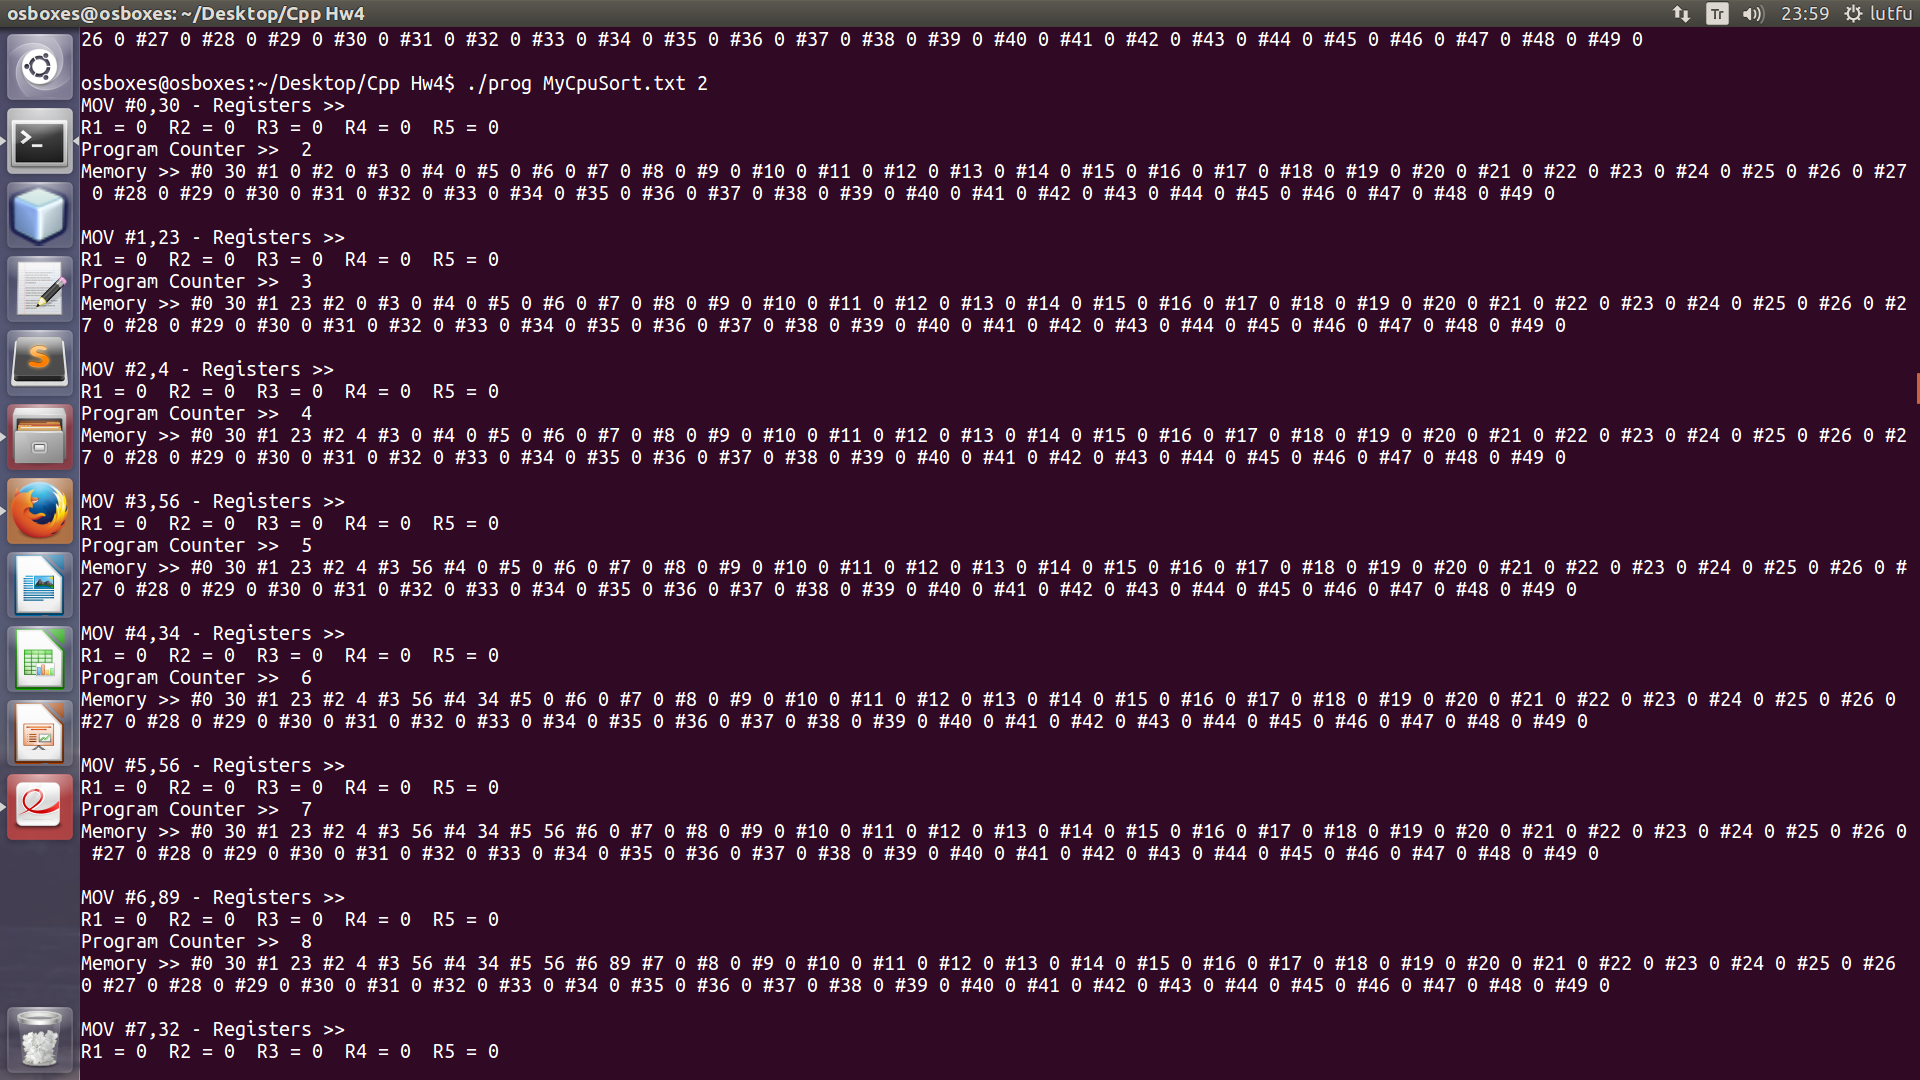 osboxes@osboxes: ~/Desktop/Cpp Hw4 Tr 23:59 lutfu
26 0 #27 0 #28 0 #29 0 #30 0 #31 0 #32 0 #33 0 #34 0 #35 0 #36 0 #37 0 #38 0 #39 0 #40 0 #41 0 #42 0 #43 0 #44 0 #45 0 #46 0 #47 0 #48 0 #49 0
osboxes@osboxes:~/Desktop/Cpp Hw4$ ./prog MyCpuSort.txt 2
MOV #0,30 - Registers >>
R1 = 0  R2 = 0  R3 = 0  R4 = 0  R5 = 0
Program Counter >>  2
Memory >> #0 30 #1 0 #2 0 #3 0 #4 0 #5 0 #6 0 #7 0 #8 0 #9 0 #10 0 #11 0 #12 0 #13 0 #14 0 #15 0 #16 0 #17 0 #18 0 #19 0 #20 0 #21 0 #22 0 #23 0 #24 0 #25 0 #26 0 #27
 0 #28 0 #29 0 #30 0 #31 0 #32 0 #33 0 #34 0 #35 0 #36 0 #37 0 #38 0 #39 0 #40 0 #41 0 #42 0 #43 0 #44 0 #45 0 #46 0 #47 0 #48 0 #49 0
MOV #1,23 - Registers >>
R1 = 0  R2 = 0  R3 = 0  R4 = 0  R5 = 0
Program Counter >>  3
Memory >> #0 30 #1 23 #2 0 #3 0 #4 0 #5 0 #6 0 #7 0 #8 0 #9 0 #10 0 #11 0 #12 0 #13 0 #14 0 #15 0 #16 0 #17 0 #18 0 #19 0 #20 0 #21 0 #22 0 #23 0 #24 0 #25 0 #26 0 #2
7 0 #28 0 #29 0 #30 0 #31 0 #32 0 #33 0 #34 0 #35 0 #36 0 #37 0 #38 0 #39 0 #40 0 #41 0 #42 0 #43 0 #44 0 #45 0 #46 0 #47 0 #48 0 #49 0
MOV #2,4 - Registers >>
R1 = 0  R2 = 0  R3 = 0  R4 = 0  R5 = 0
Program Counter >>  4
Memory >> #0 30 #1 23 #2 4 #3 0 #4 0 #5 0 #6 0 #7 0 #8 0 #9 0 #10 0 #11 0 #12 0 #13 0 #14 0 #15 0 #16 0 #17 0 #18 0 #19 0 #20 0 #21 0 #22 0 #23 0 #24 0 #25 0 #26 0 #2
7 0 #28 0 #29 0 #30 0 #31 0 #32 0 #33 0 #34 0 #35 0 #36 0 #37 0 #38 0 #39 0 #40 0 #41 0 #42 0 #43 0 #44 0 #45 0 #46 0 #47 0 #48 0 #49 0
MOV #3,56 - Registers >>
R1 = 0  R2 = 0  R3 = 0  R4 = 0  R5 = 0
Program Counter >>  5
Memory >> #0 30 #1 23 #2 4 #3 56 #4 0 #5 0 #6 0 #7 0 #8 0 #9 0 #10 0 #11 0 #12 0 #13 0 #14 0 #15 0 #16 0 #17 0 #18 0 #19 0 #20 0 #21 0 #22 0 #23 0 #24 0 #25 0 #26 0 #
27 0 #28 0 #29 0 #30 0 #31 0 #32 0 #33 0 #34 0 #35 0 #36 0 #37 0 #38 0 #39 0 #40 0 #41 0 #42 0 #43 0 #44 0 #45 0 #46 0 #47 0 #48 0 #49 0
MOV #4,34 - Registers >>
R1 = 0  R2 = 0  R3 = 0  R4 = 0  R5 = 0
Program Counter >>  6
Memory >> #0 30 #1 23 #2 4 #3 56 #4 34 #5 0 #6 0 #7 0 #8 0 #9 0 #10 0 #11 0 #12 0 #13 0 #14 0 #15 0 #16 0 #17 0 #18 0 #19 0 #20 0 #21 0 #22 0 #23 0 #24 0 #25 0 #26 0
#27 0 #28 0 #29 0 #30 0 #31 0 #32 0 #33 0 #34 0 #35 0 #36 0 #37 0 #38 0 #39 0 #40 0 #41 0 #42 0 #43 0 #44 0 #45 0 #46 0 #47 0 #48 0 #49 0
MOV #5,56 - Registers >>
R1 = 0  R2 = 0  R3 = 0  R4 = 0  R5 = 0
Program Counter >>  7
Memory >> #0 30 #1 23 #2 4 #3 56 #4 34 #5 56 #6 0 #7 0 #8 0 #9 0 #10 0 #11 0 #12 0 #13 0 #14 0 #15 0 #16 0 #17 0 #18 0 #19 0 #20 0 #21 0 #22 0 #23 0 #24 0 #25 0 #26 0
 #27 0 #28 0 #29 0 #30 0 #31 0 #32 0 #33 0 #34 0 #35 0 #36 0 #37 0 #38 0 #39 0 #40 0 #41 0 #42 0 #43 0 #44 0 #45 0 #46 0 #47 0 #48 0 #49 0
MOV #6,89 - Registers >>
R1 = 0  R2 = 0  R3 = 0  R4 = 0  R5 = 0
Program Counter >>  8
Memory >> #0 30 #1 23 #2 4 #3 56 #4 34 #5 56 #6 89 #7 0 #8 0 #9 0 #10 0 #11 0 #12 0 #13 0 #14 0 #15 0 #16 0 #17 0 #18 0 #19 0 #20 0 #21 0 #22 0 #23 0 #24 0 #25 0 #26
0 #27 0 #28 0 #29 0 #30 0 #31 0 #32 0 #33 0 #34 0 #35 0 #36 0 #37 0 #38 0 #39 0 #40 0 #41 0 #42 0 #43 0 #44 0 #45 0 #46 0 #47 0 #48 0 #49 0
MOV #7,32 - Registers >>
R1 = 0  R2 = 0  R3 = 0  R4 = 0  R5 = 0